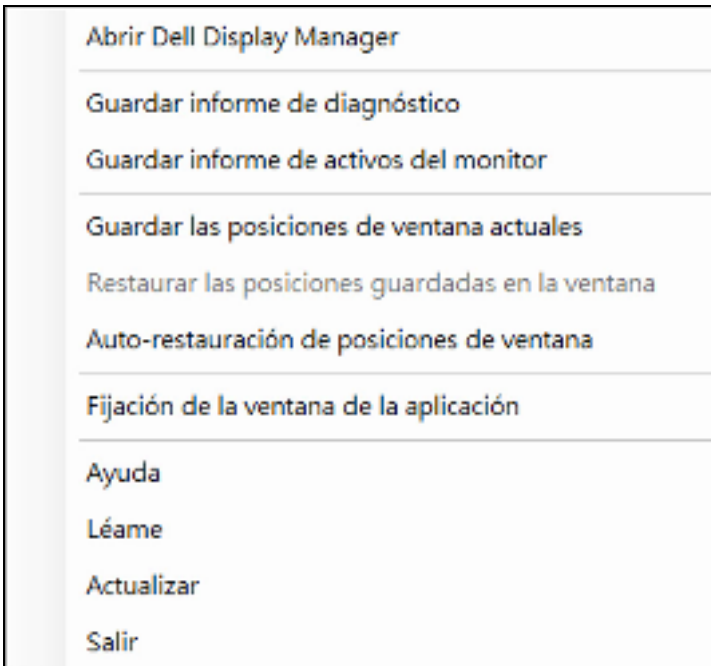 Abrir Dell Display Manager
Guardar informe de diagnóstico
Guardar informe de activos del monitor
Guardar las posiciones de ventana actuales
Restaurar las posiciones guardadas en la ventana
Auto-restauración de posiciones de ventana
Fijación de la ventana de la aplicación
Ayuda
Léame
Actualizar
Salir